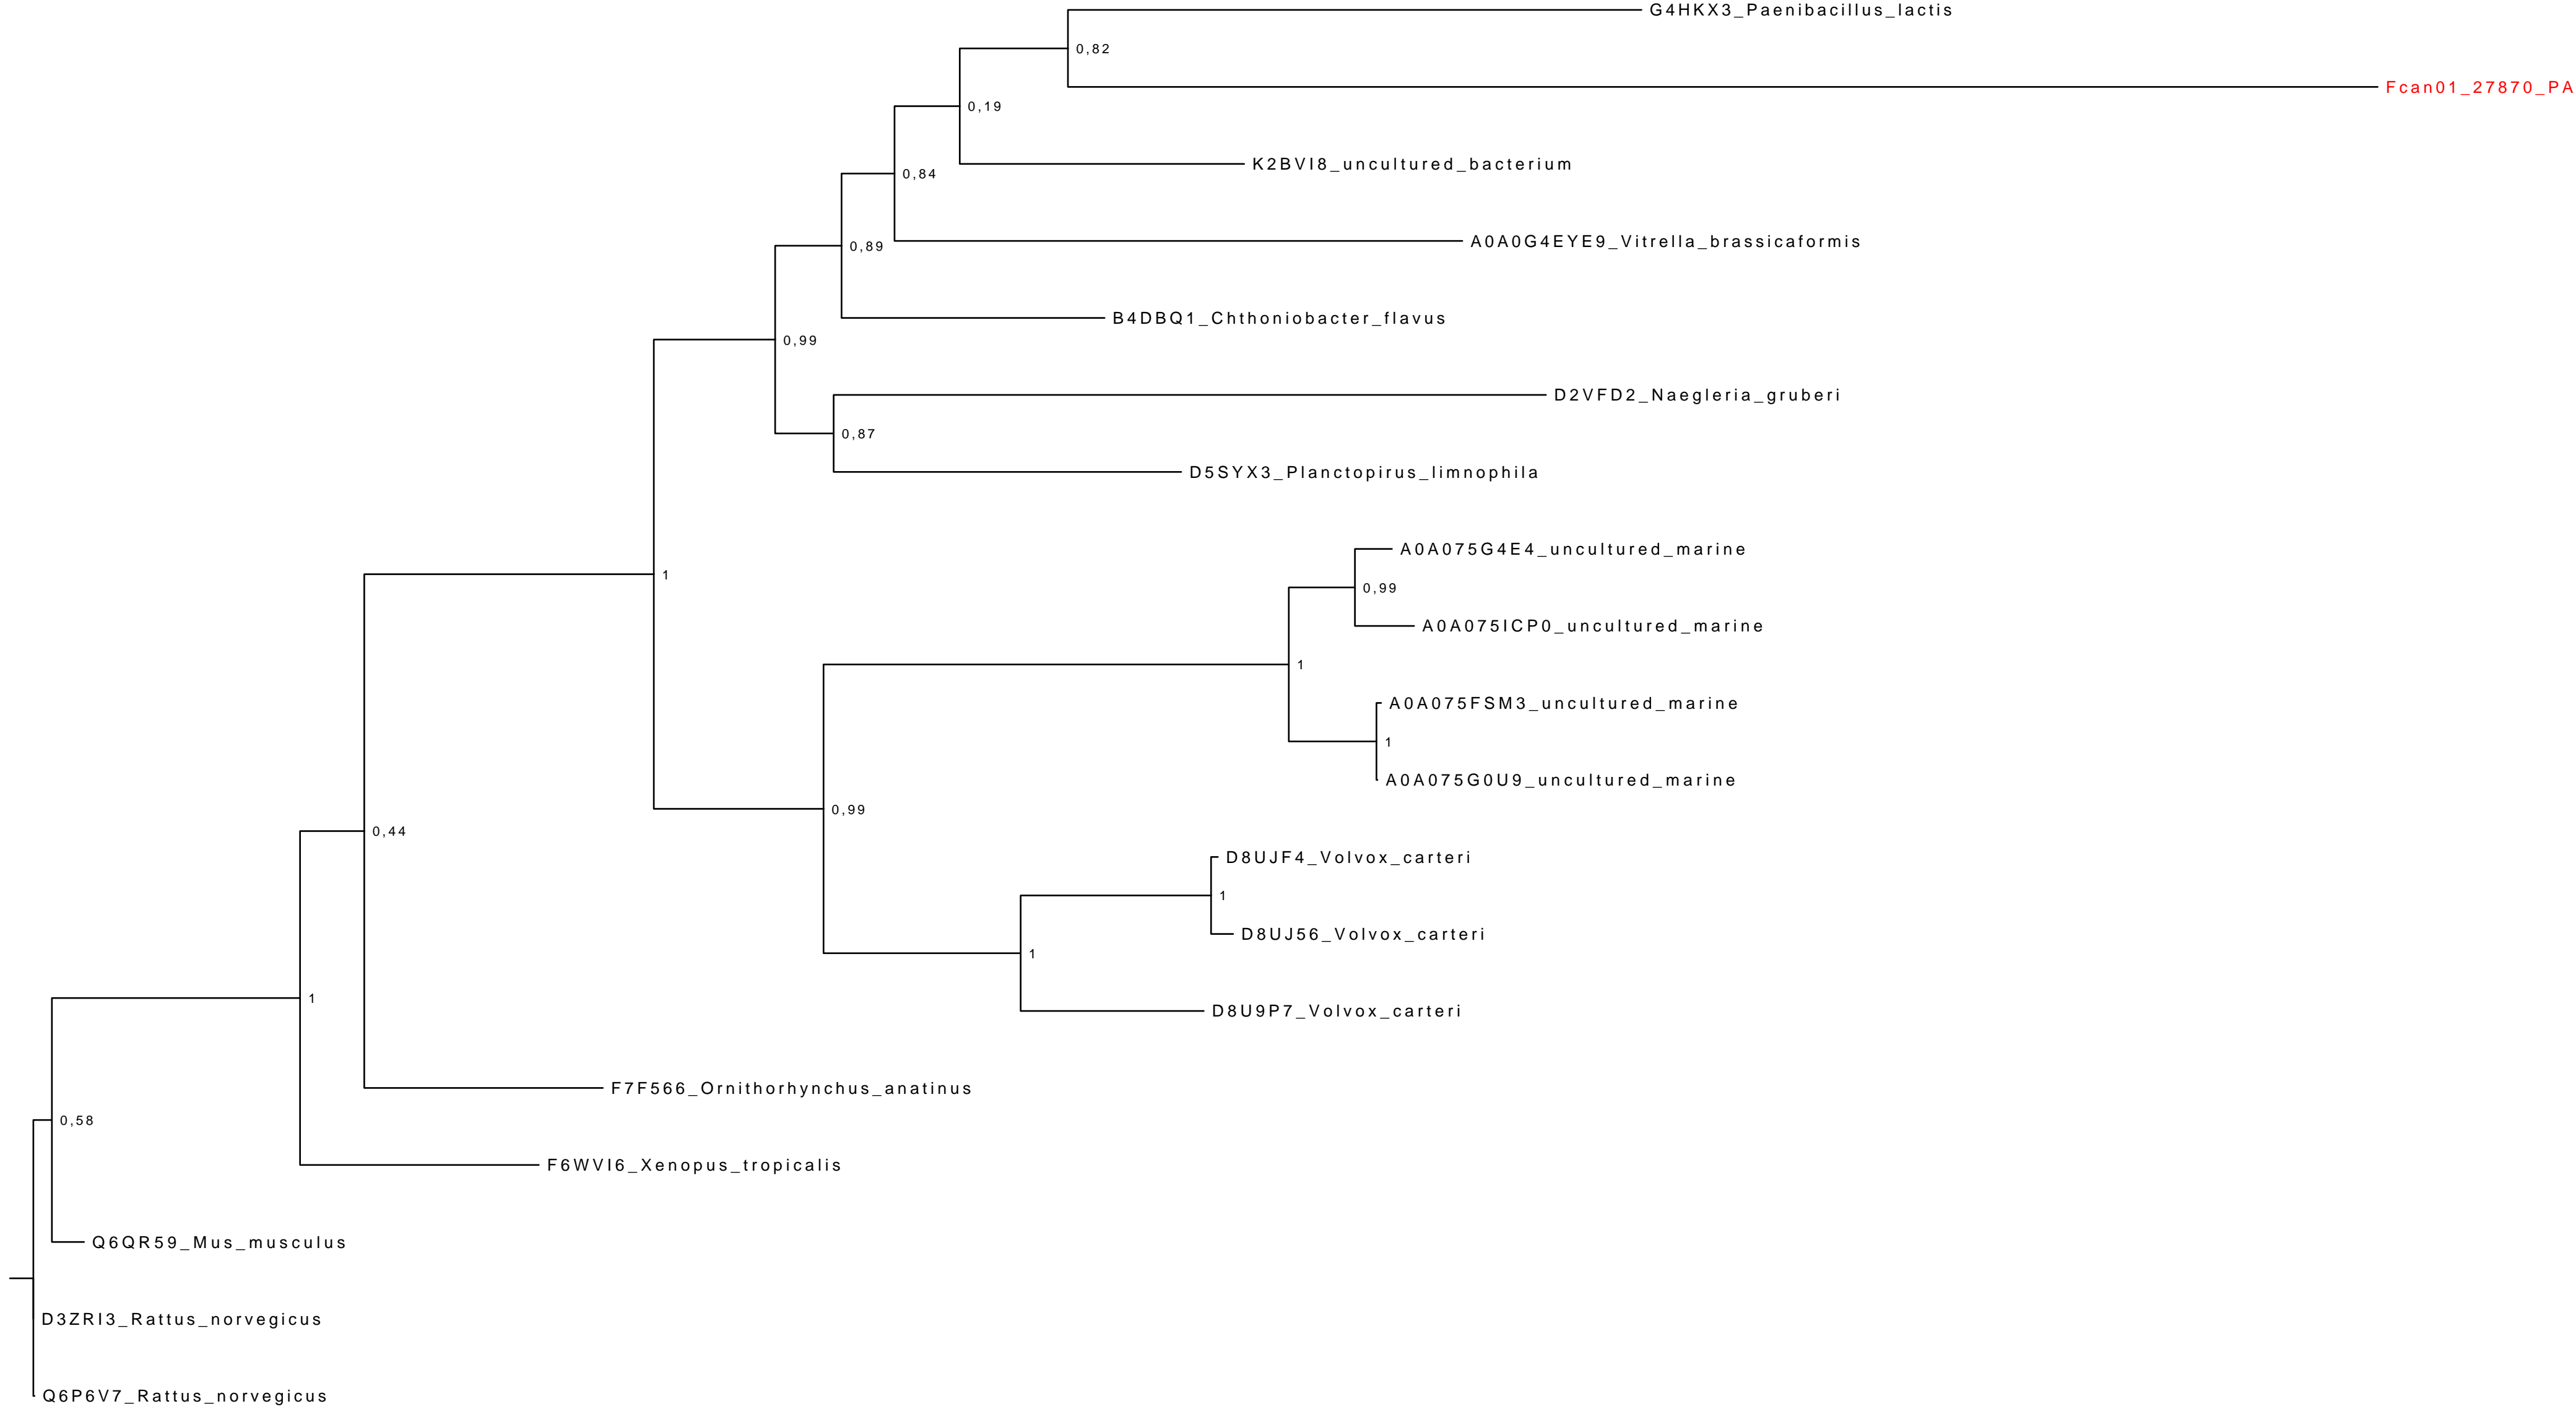 G4HKX3_Paenibacillus_lactis
0,82
Fcan01_27870_PA
0,19
K2BVI8_uncultured_bacterium
0,84
A0A0G4EYE9_Vitrella_brassicaformis
0,89
B4DBQ1_Chthoniobacter_flavus
0,99
D2VFD2_Naegleria_gruberi
0,87
D5SYX3_Planctopirus_limnophila
A0A075G4E4_uncultured_marine
1
0,99
A0A075ICP0_uncultured_marine
1
A0A075FSM3_uncultured_marine
1
A0A075G0U9_uncultured_marine
0,99
0,44
D8UJF4_Volvox_carteri
1
D8UJ56_Volvox_carteri
1
1
D8U9P7_Volvox_carteri
F7F566_Ornithorhynchus_anatinus
0,58
F6WVI6_Xenopus_tropicalis
Q6QR59_Mus_musculus
D3ZRI3_Rattus_norvegicus
Q6P6V7_Rattus_norvegicus